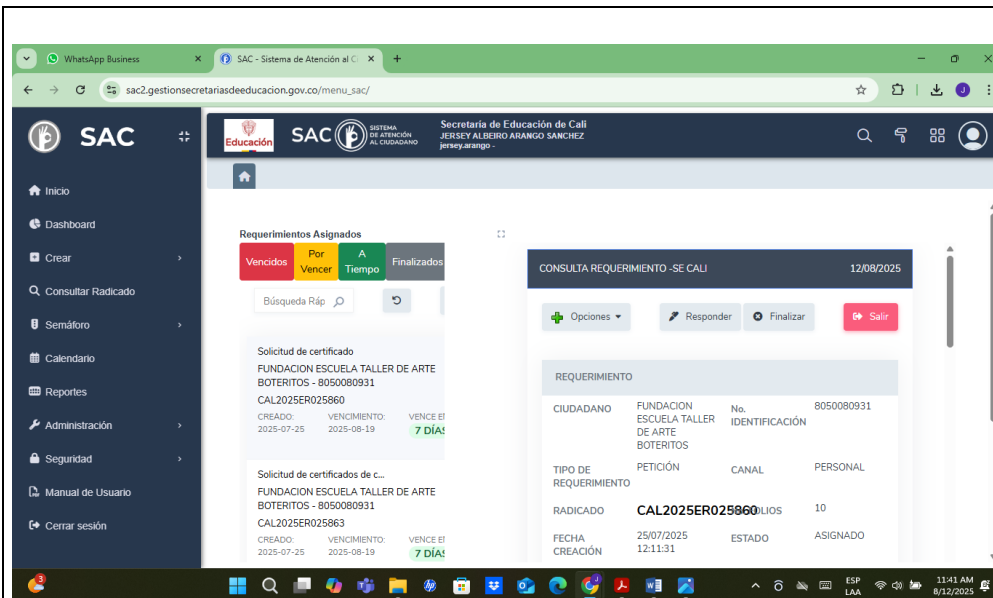 WhatsApp Business
SAC - Sistema de Atención al C
sac2.gestionsecretariasdeeducacion.gov.co/menu_sac/
J
SAC
Educación
SAC
SISTEMA
DE ATENCIÓN
AL CIUDADANO
Secretaría de Educación de Cali
JERSEY ALBEIRO ARANGO SANCHEZ
jersey.arango -
Inicio
Dashboard
Crear
Consultar Radicado
Semáforo
Calendario
Reportes
Administración
Seguridad
Manual de Usuario
Cerrar sesión
Requerimientos Asignados
Vencidos
Por
Vencer
A
Tiempo
Finalizados
Búsqueda Ráp
Solicitud de certificado
FUNDACION ESCUELA TALLER DE ARTE
BOTERITOS - 8050080931
CAL2025ER025860
CREADO: VENCIMIENTO: VENCE EN
2025-07-25 2025-08-19 7 DÍAS
Solicitud de certificados de c...
FUNDACION ESCUELA TALLER DE ARTE
BOTERITOS - 8050080931
CAL2025ER025863
CREADO: VENCIMIENTO: VENCE EN
2025-07-25 2025-08-19 7 DÍAS
CONSULTA REQUERIMIENTO -SE CALI 12/08/2025
Opciones Responder Finalizar Salir
REQUERIMIENTO
CIUDADANO FUNDACION
ESCUELA TALLER
DE ARTE
BOTERITOS
No.
IDENTIFICACIÓN
8050080931
TIPO DE
REQUERIMIENTO
PETICIÓN
CANAL PERSONAL
RADICADO CAL2025ER025860 FOLIOS 10
FECHA
CREACIÓN
25/07/2025
12:11:31
ESTADO ASIGNADO
3
ESP
LAA
11:41 AM
8/12/2025